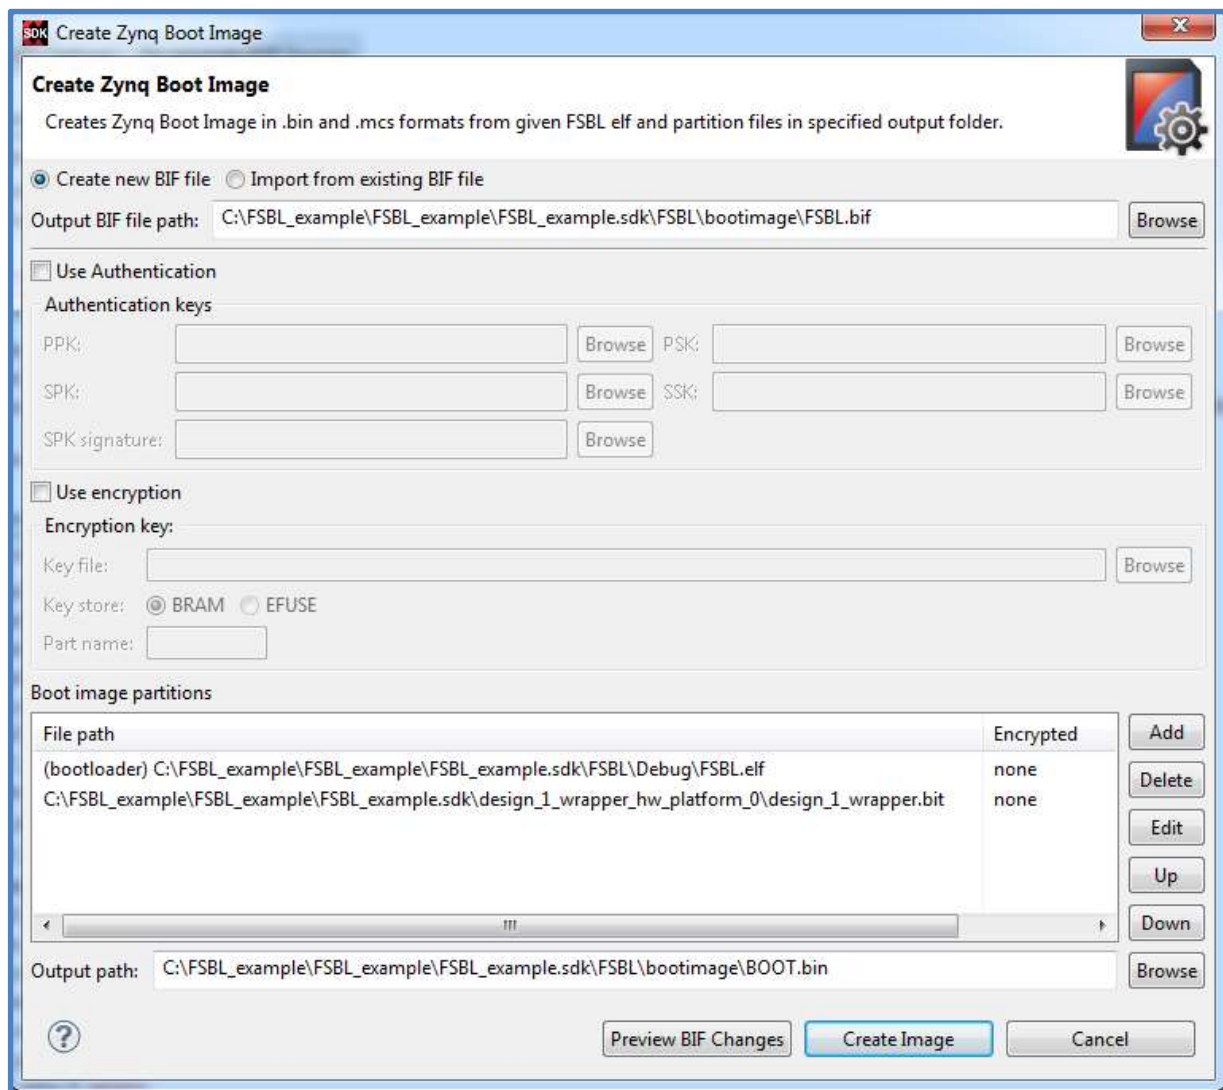 SDK Create Zynq Boot Image
Create Zynq Boot Image
Creates Zynq Boot Image in .bin and .mcs formats from given FSBL elf and partition files in specified output folder.
Create new BIF file Import from existing BIF file
Output BIF file path: C:\FSBL_example\FSBL_example\FSBL_example.sdk\FSBL\bootimage\FSBL.bif Browse
Use Authentication
Authentication keys
PPK: Browse PSK: Browse
SPK: Browse SSK: Browse
SPK signature: Browse
Use encryption
Encryption key:
Key file: Browse
Key store: BRAM EFUSE
Part name:
Boot image partitions
File path Encrypted Add
(bootloader) C:\FSBL_example\FSBL_example\FSBL_example.sdk\FSBL\Debug\FSBL.elf none Delete
C:\FSBL_example\FSBL_example\FSBL_example.sdk\design_1_wrapper_hw_platform_0\design_1_wrapper.bit none
Edit
Up
Down
Output path: C:\FSBL_example\FSBL_example\FSBL_example.sdk\FSBL\bootimage\BOOT.bin Browse
? Preview BIF Changes Create Image Cancel